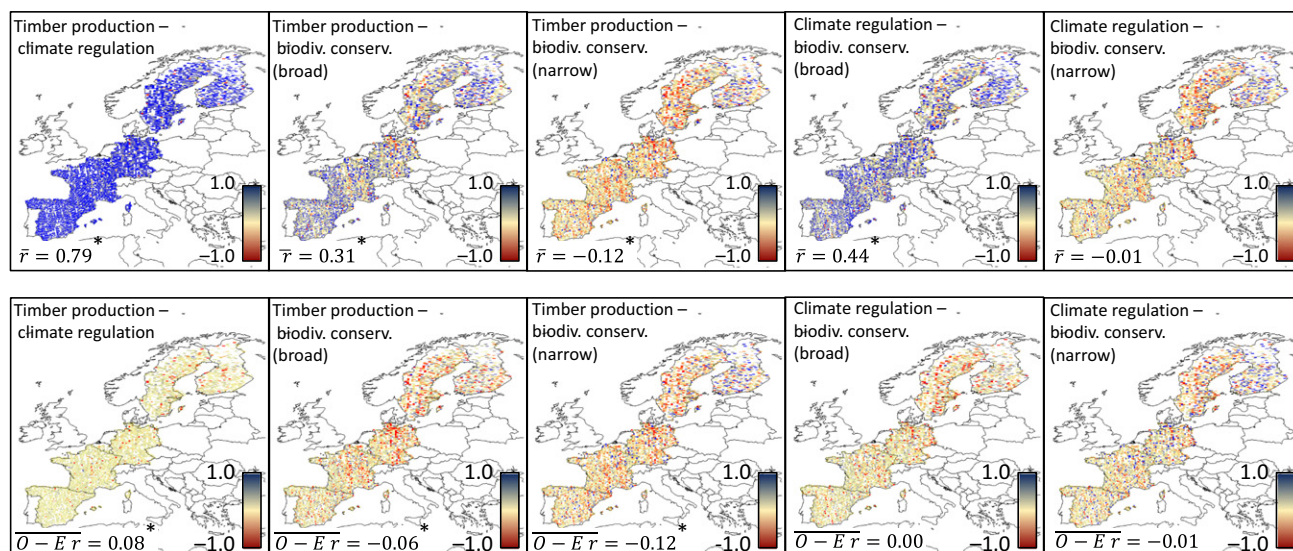 Timber production –
climate regulation
1.0
*
r̅ = 0.79
−1.0
Timber production –
biodiv. conserv.
(broad)
1.0
*
r̅ = 0.31
−1.0
Timber production –
biodiv. conserv.
(narrow)
1.0
*
r̅ = −0.12
−1.0
Climate regulation –
biodiv. conserv.
(broad)
1.0
*
r̅ = 0.44
−1.0
Climate regulation –
biodiv. conserv.
(narrow)
1.0
r̅ = −0.01
−1.0
Timber production –
climate regulation
1.0
*
O − E r = 0.08
−1.0
Timber production –
biodiv. conserv.
(broad)
1.0
*
O − E r = −0.06
−1.0
Timber production –
biodiv. conserv.
(narrow)
1.0
*
O − E r = −0.12
−1.0
Climate regulation –
biodiv. conserv.
(broad)
1.0
O − E r = 0.00
−1.0
Climate regulation –
biodiv. conserv.
(narrow)
1.0
O − E r = −0.01
−1.0